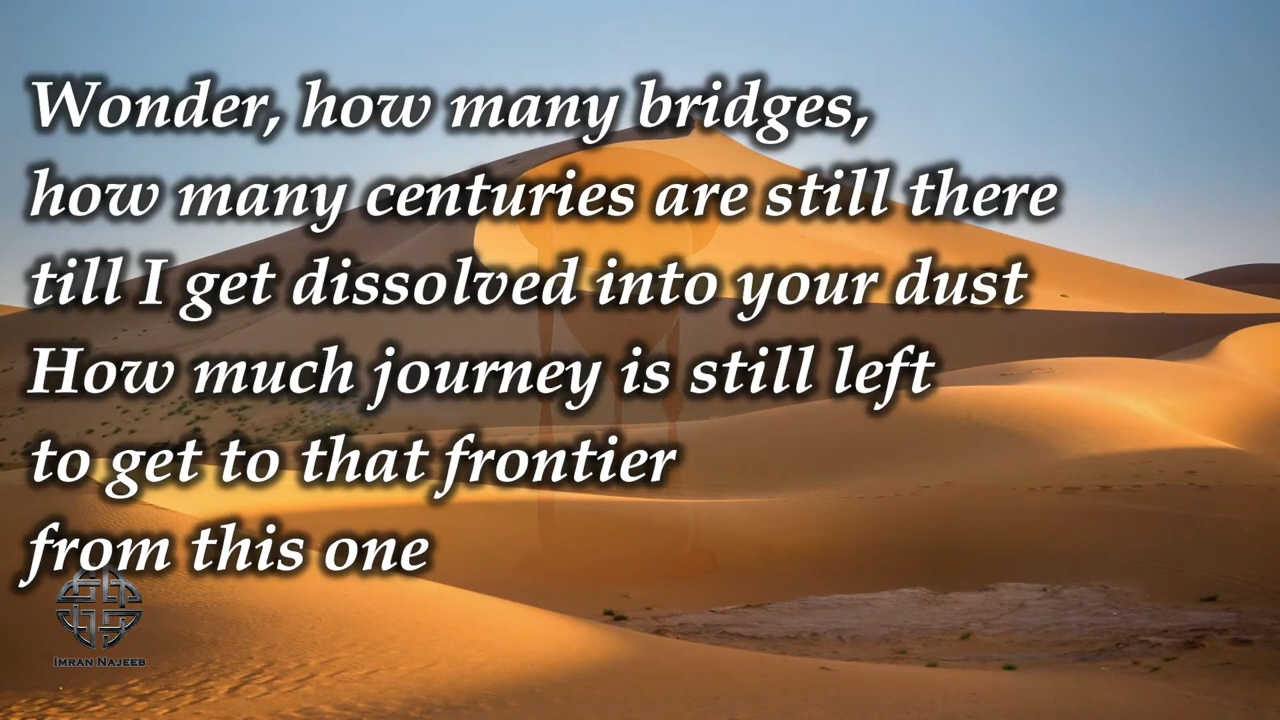 Wonder, how many bridges,
how many centuries are still there
till I get dissolved into your dust
How much journey is still left
to get to that frontier
from this one
IMRAN NAJEEB